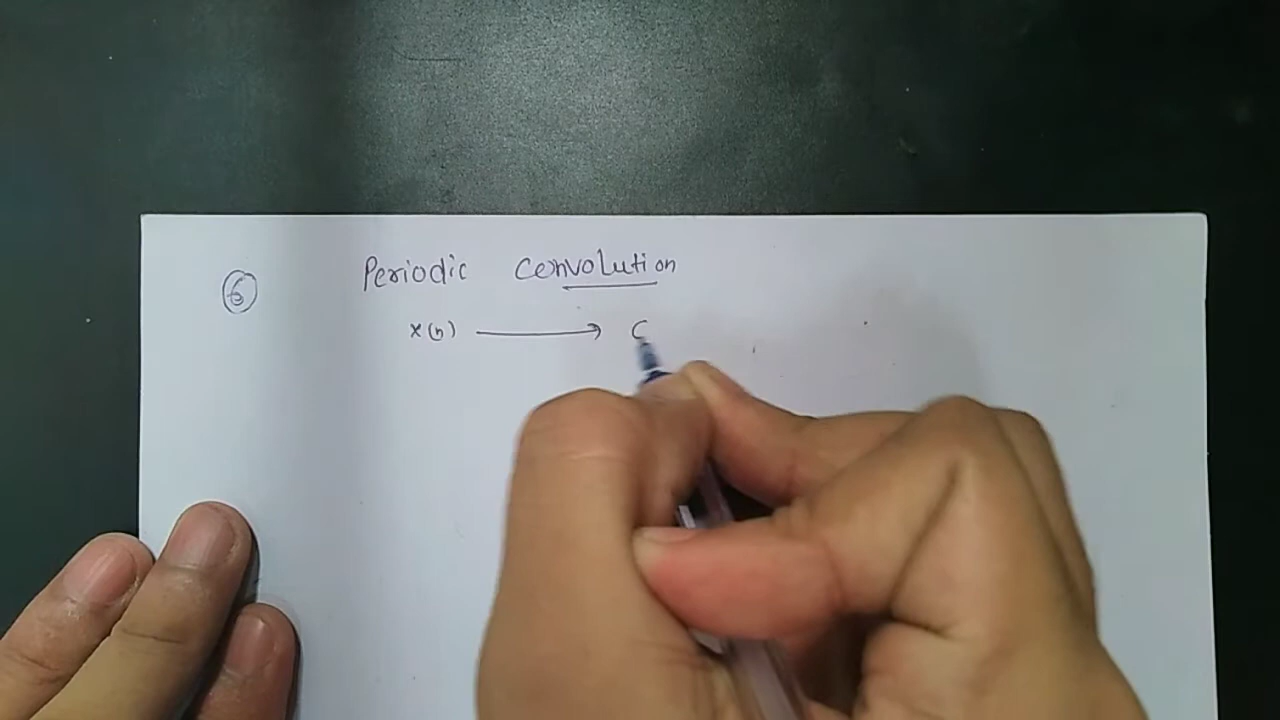 6 Periodic Convolution
x(n) ⟶ C